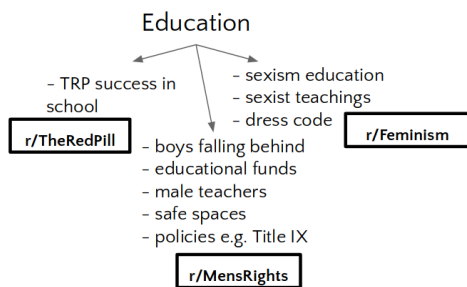 Education
- TRP success in
school
r/TheRedPill
- sexism education
- sexist teachings
- dress code
r/Feminism
- boys falling behind
- educational funds
- male teachers
- safe spaces
- policies e.g. Title IX
r/MensRights